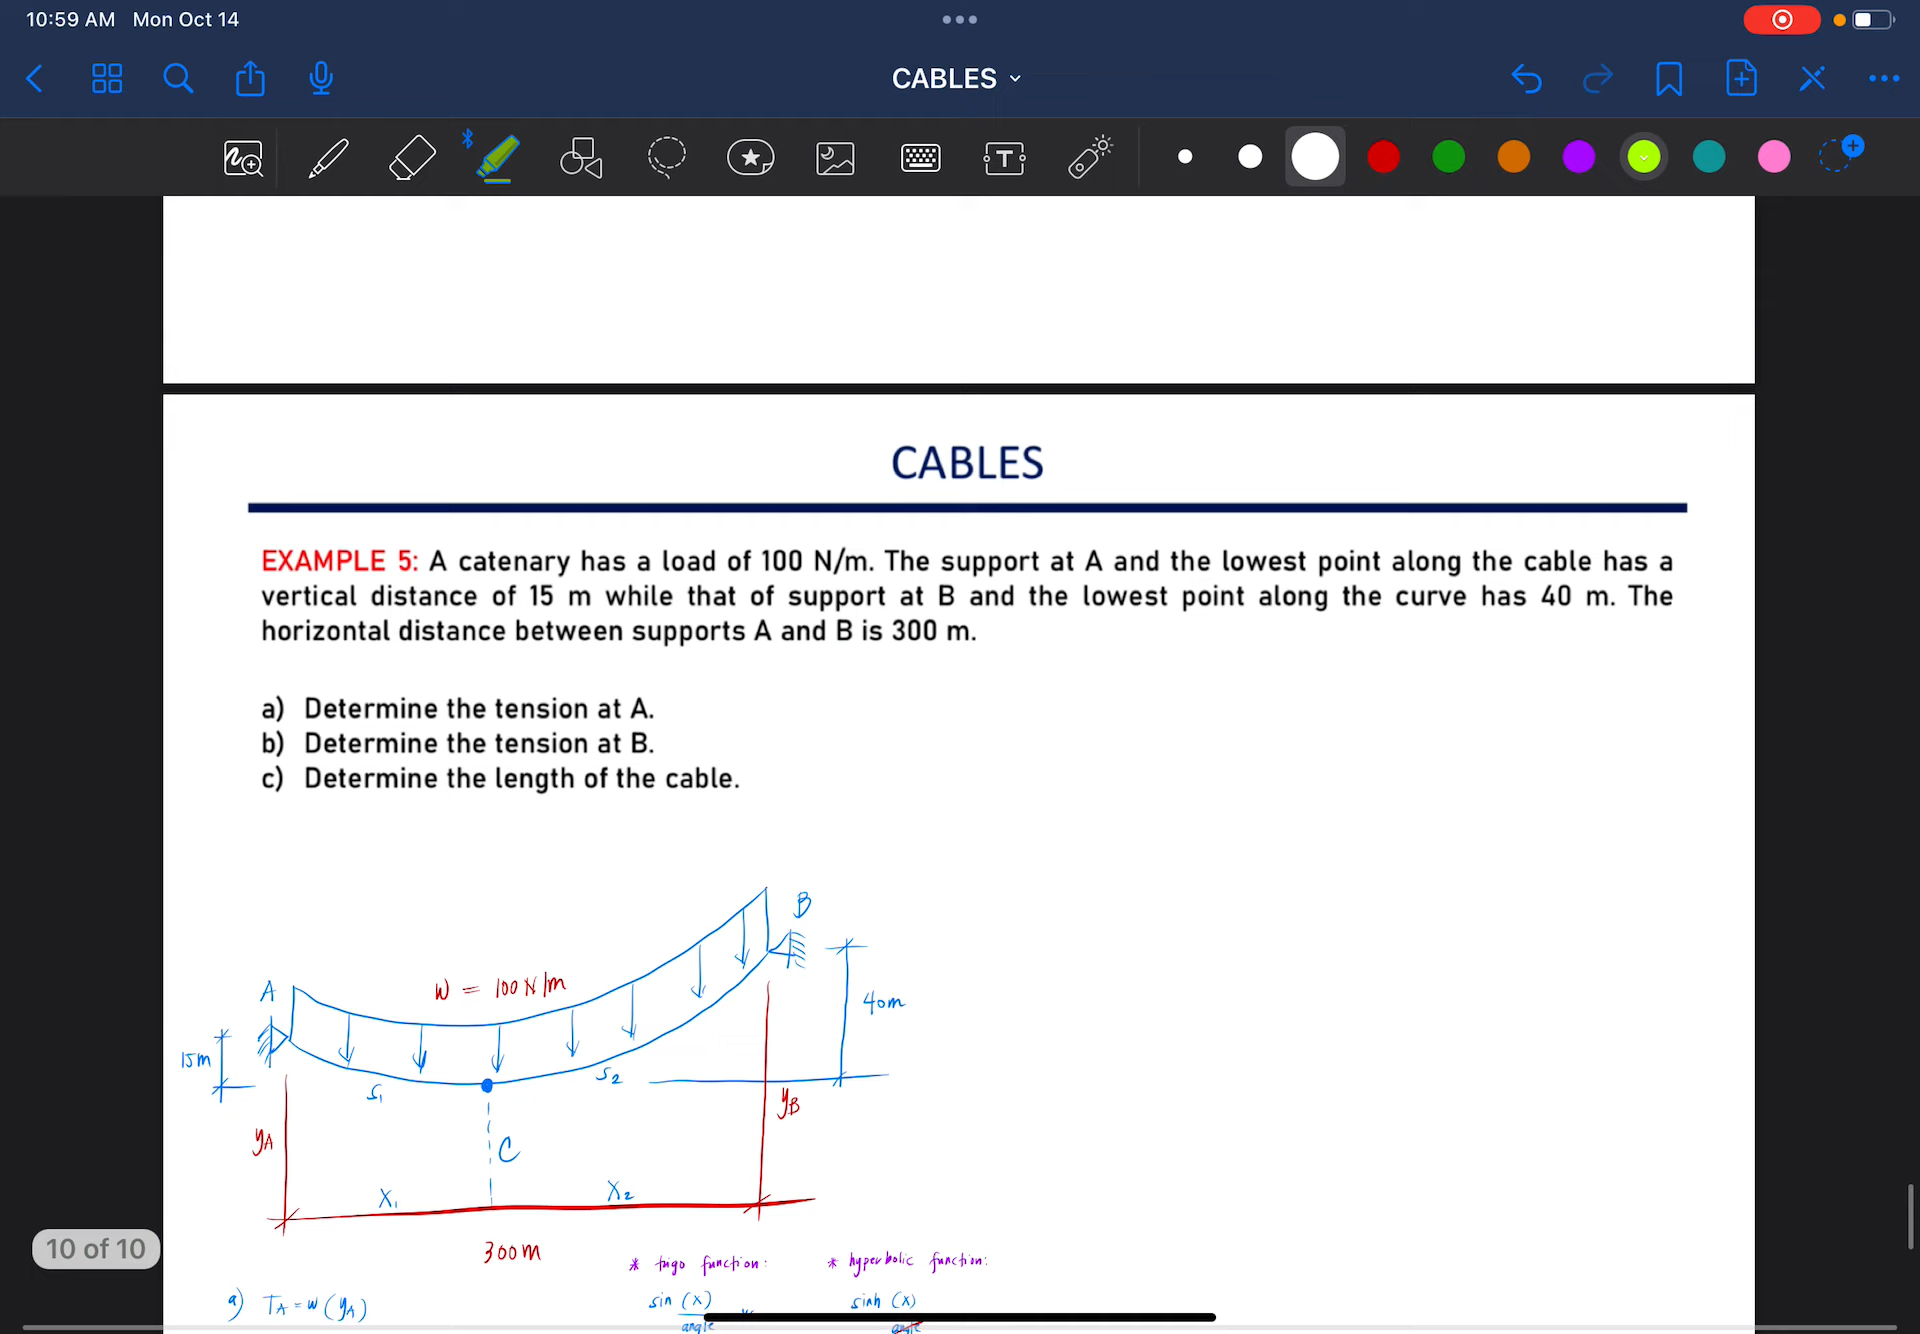 10:59 AM Mon Oct 14
CABLES
T
CABLES
EXAMPLE 5: A catenary has a load of 100 N/m. The support at A and the lowest point along the cable has a
vertical distance of 15 m while that of support at B and the lowest point along the curve has 40 m. The
horizontal distance between supports A and B is 300 m.
a) Determine the tension at A.
b) Determine the tension at B.
c) Determine the length of the cable.
B
A
W = 100 N/m
40m
15m
S₁
S₂
yB
yA
C
X₁
X₂
10 of 10
300m
* trigo function:
* hyperbolic function:
a) TA = w (yA)
sin (x)
sinh (x)
angle
angle